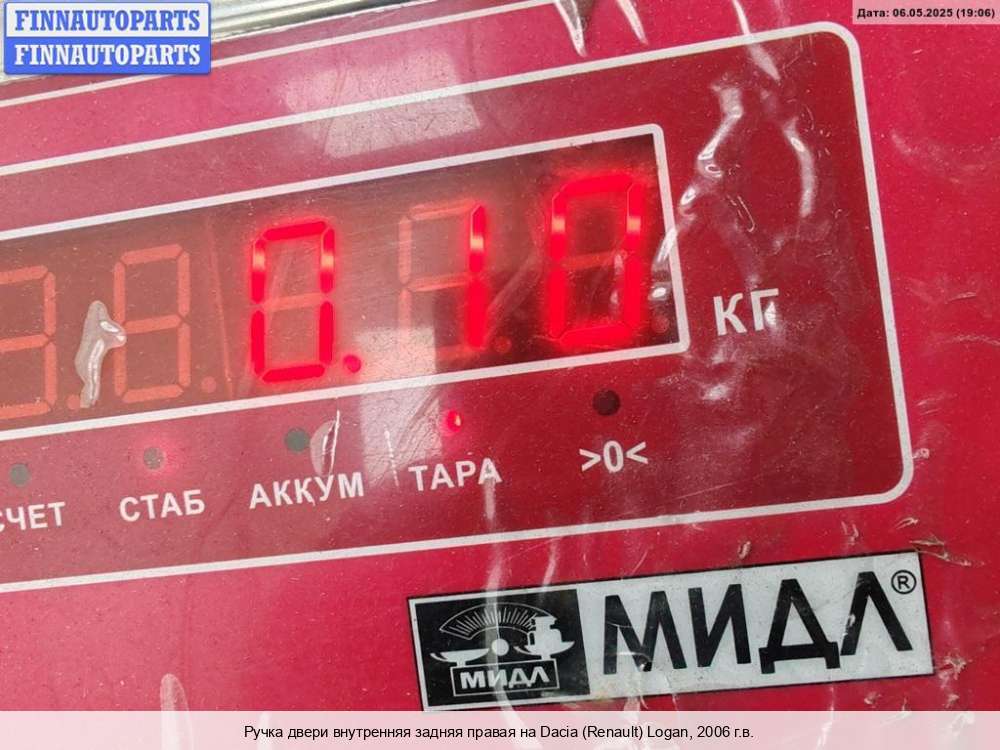 FINNAUTOPARTS
FINNAUTOPARTS
Дата: 06.05.2025 (19:06)
0.10
КГ
СЧЕТ
СТАБ
АККУМ
ТАРА
>0<
МИДЛ
МИДЛ®
Ручка двери внутренняя задняя правая на Dacia (Renault) Logan, 2006 г.в.